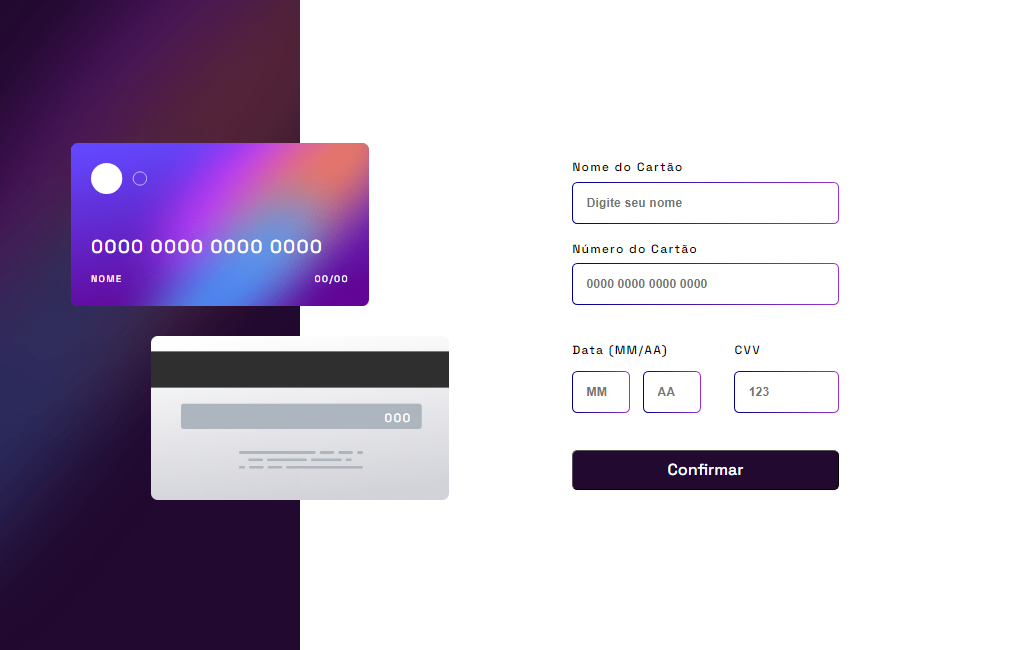 0000 0000 0000 0000
NOME 00/00
000
Nome do Cartão
Digite seu nome
Número do Cartão
0000 0000 0000 0000
Data (MM/AA) CVV
MM AA 123
Confirmar